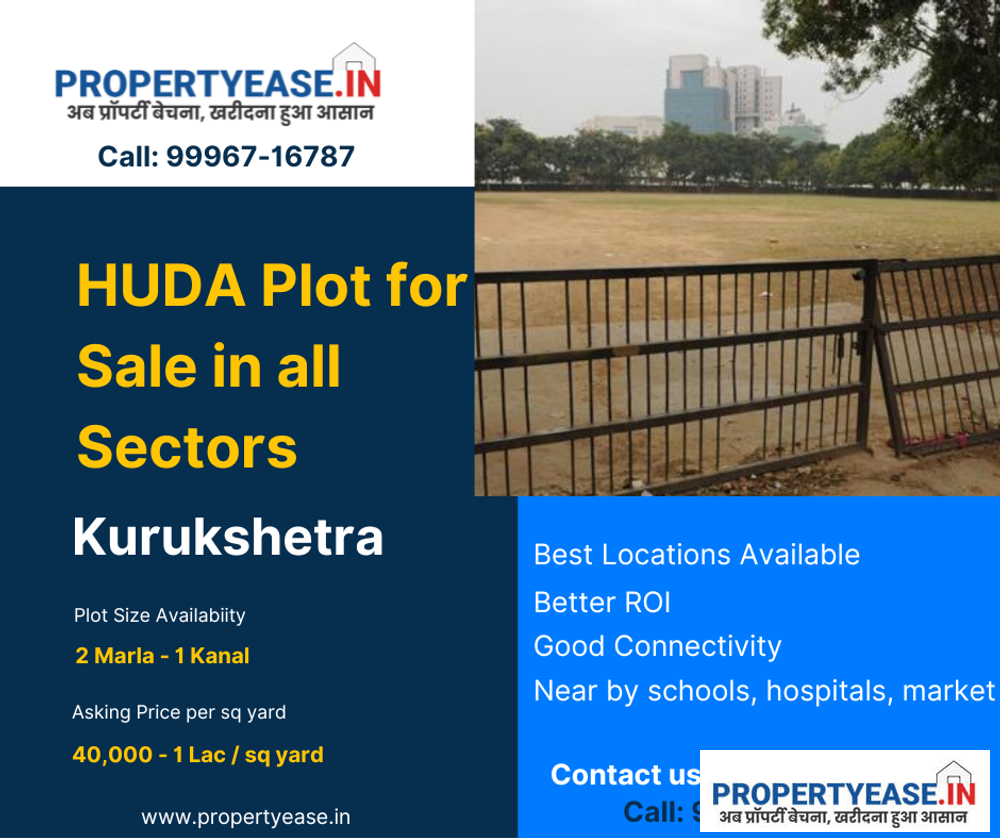 PROPERTYEASE.IN
अब प्रॉपर्टी बेचना, खरीदना हुआ आसान
Call: 99967-16787
HUDA Plot for
Sale in all
Sectors
Kurukshetra
Plot Size Availabiity
2 Marla - 1 Kanal
Asking Price per sq yard
40,000 - 1 Lac / sq yard
www.propertyease.in
Best Locations Available
Better ROI
Good Connectivity
Near by schools, hospitals, market
Contact us
Call:
PROPERTYEASE.IN
अब प्रॉपर्टी बेचना, खरीदना हुआ आसान